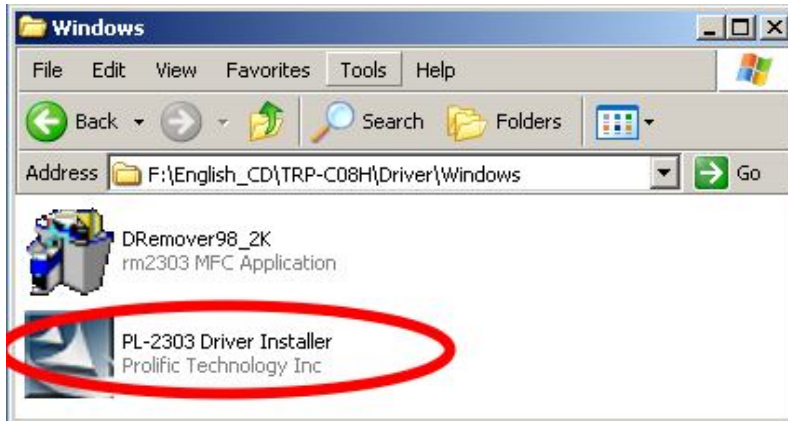 Windows
File Edit View Favorites Tools Help
Back Search Folders
Address F:\English_CD\TRP-C08H\Driver\Windows Go
DRemover98_2K
rm2303 MFC Application
PL-2303 Driver Installer
Prolific Technology Inc